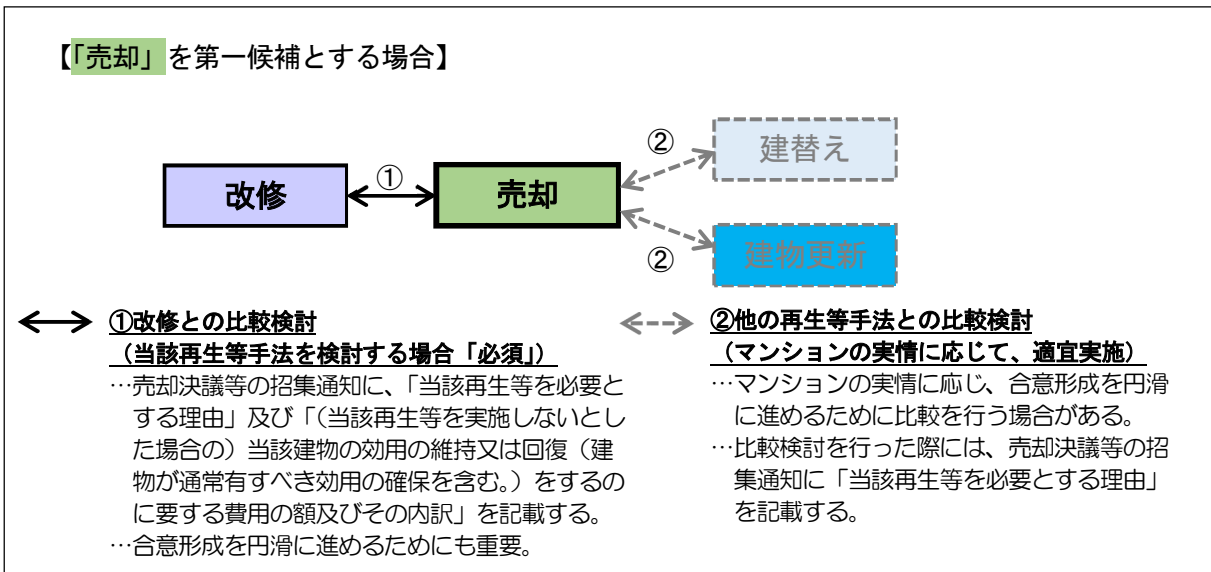 【「売却」を第一候補とする場合】
②
建替え
改修
①
売却
②
建物更新
①改修との比較検討
(当該再生等手法を検討する場合「必須」)
…売却決議等の招集通知に、「当該再生等を必要と
する理由」及び「(当該再生等を実施しないとし
た場合の)当該建物の効用の維持又は回復(建
物が通常有すべき効用の確保を含む。)をするの
に要する費用の額及びその内訳」を記載する。
…合意形成を円滑に進めるためにも重要。
②他の再生等手法との比較検討
(マンションの実情に応じて、適宜実施)
…マンションの実情に応じ、合意形成を円滑
に進めるために比較を行う場合がある。
…比較検討を行った際には、売却決議等の招
集通知に「当該再生等を必要とする理由」
を記載する。